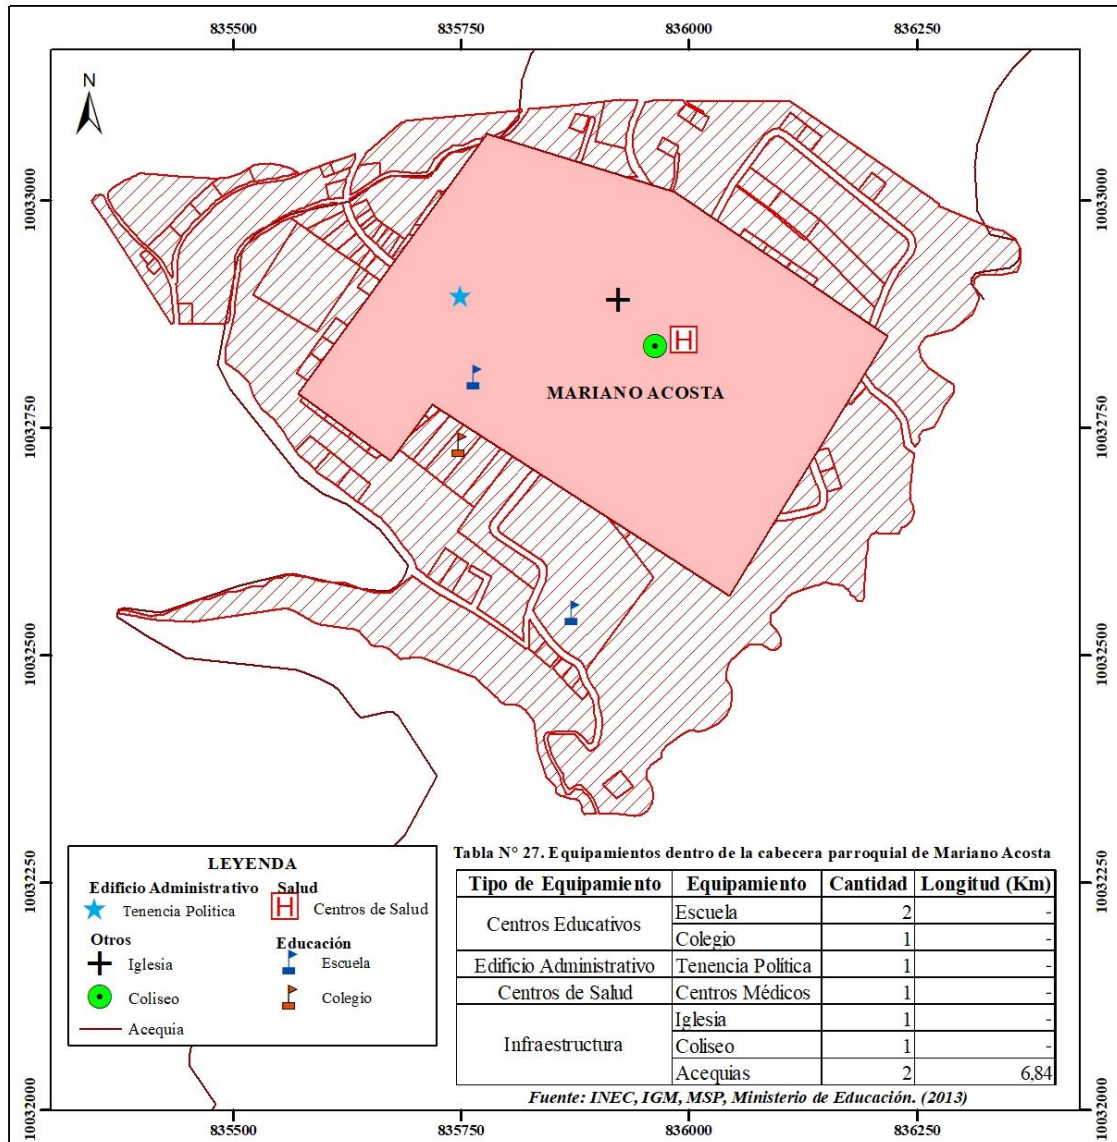 835500 835750 836000 836250
N
10033000 10033000
MARIANO ACOSTA
10032750 10032750
10032500 10032500
10032250 10032250
LEYENDA
Edificio Administrativo Salud
Tenencia Politica H Centros de Salud
Otros Educación
Iglesia Escuela
Coliseo Colegio
Acequia
Tabla N° 27. Equipamientos dentro de la cabecera parroquial de Mariano Acosta
Tipo de Equipamiento Equipamiento Cantidad Longitud (Km)
Centros Educativos Escuela 2 -
Colegio 1 -
Edificio Administrativo Tenencia Política 1 -
Centros de Salud Centros Médicos 1 -
Infraestructura Iglesia 1 -
Coliseo 1 -
Acequias 2 6,84
Fuente: INEC, IGM, MSP, Ministerio de Educación. (2013)
10032000 10032000
835500 835750 836000 836250